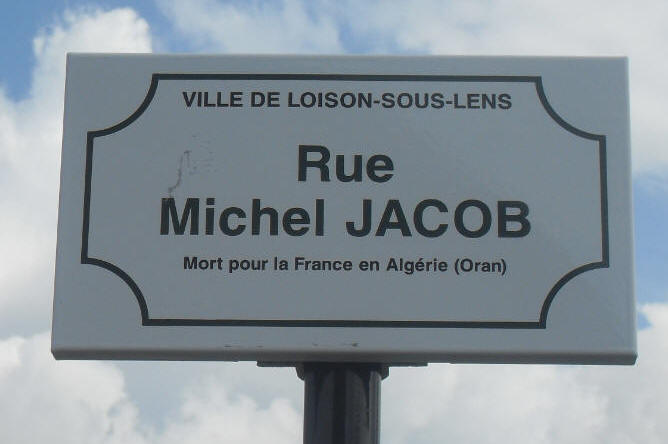 VILLE DE LOISON-SOUS-LENS
Rue
Michel JACOB
Mort pour la France en Algérie (Oran)